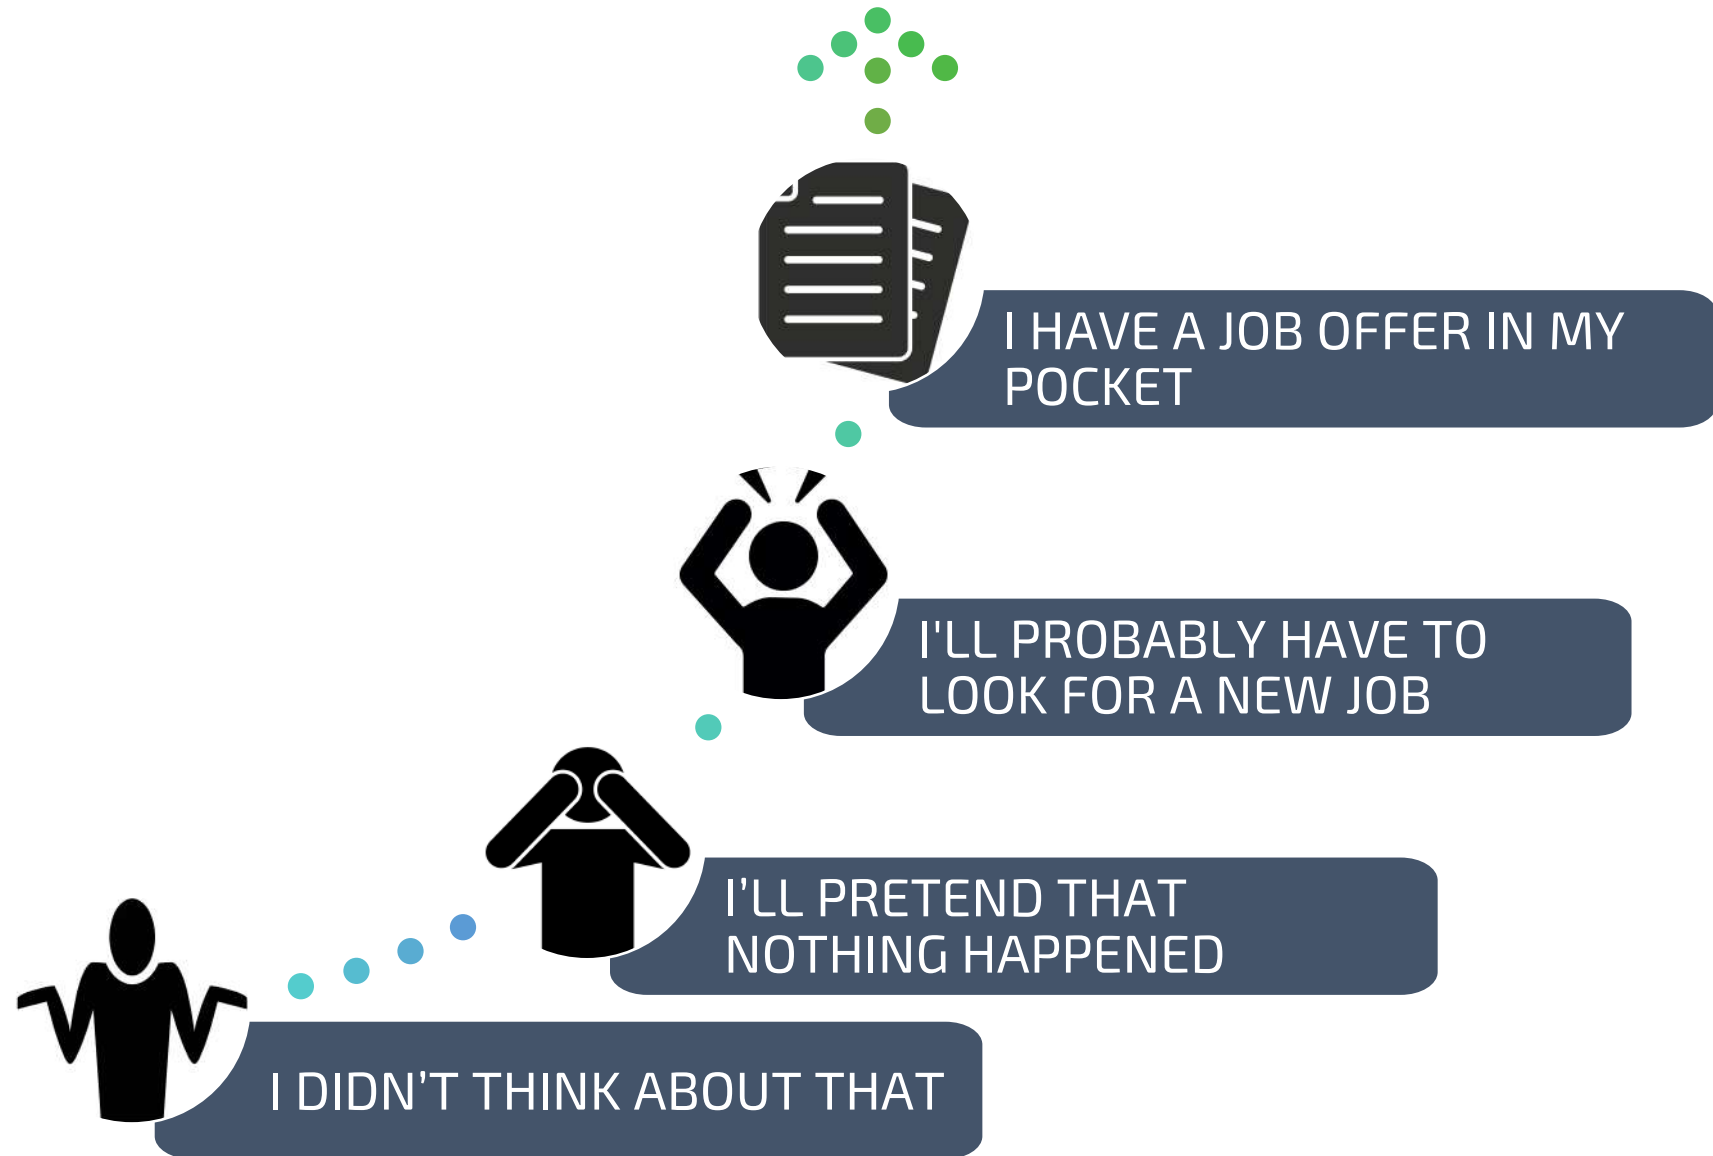 I HAVE A JOB OFFER IN MY
POCKET
I'LL PROBABLY HAVE TO
LOOK FOR A NEW JOB
I’LL PRETEND THAT
NOTHING HAPPENED
I DIDN’T THINK ABOUT THAT